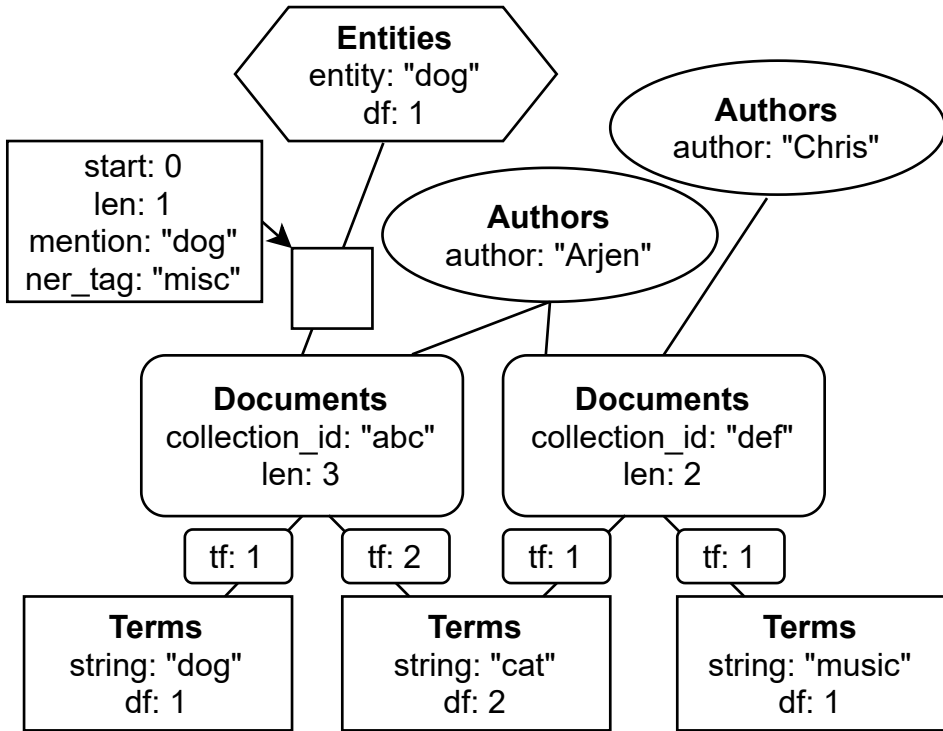 Entities
entity: "dog"
df: 1
Authors
author: "Chris"
start: 0
len: 1
mention: "dog"
ner_tag: "misc"
Authors
author: "Arjen"
Documents
collection_id: "abc"
len: 3
Documents
collection_id: "def"
len: 2
tf: 1
tf: 2
tf: 1
tf: 1
Terms
string: "dog"
df: 1
Terms
string: "cat"
df: 2
Terms
string: "music"
df: 1